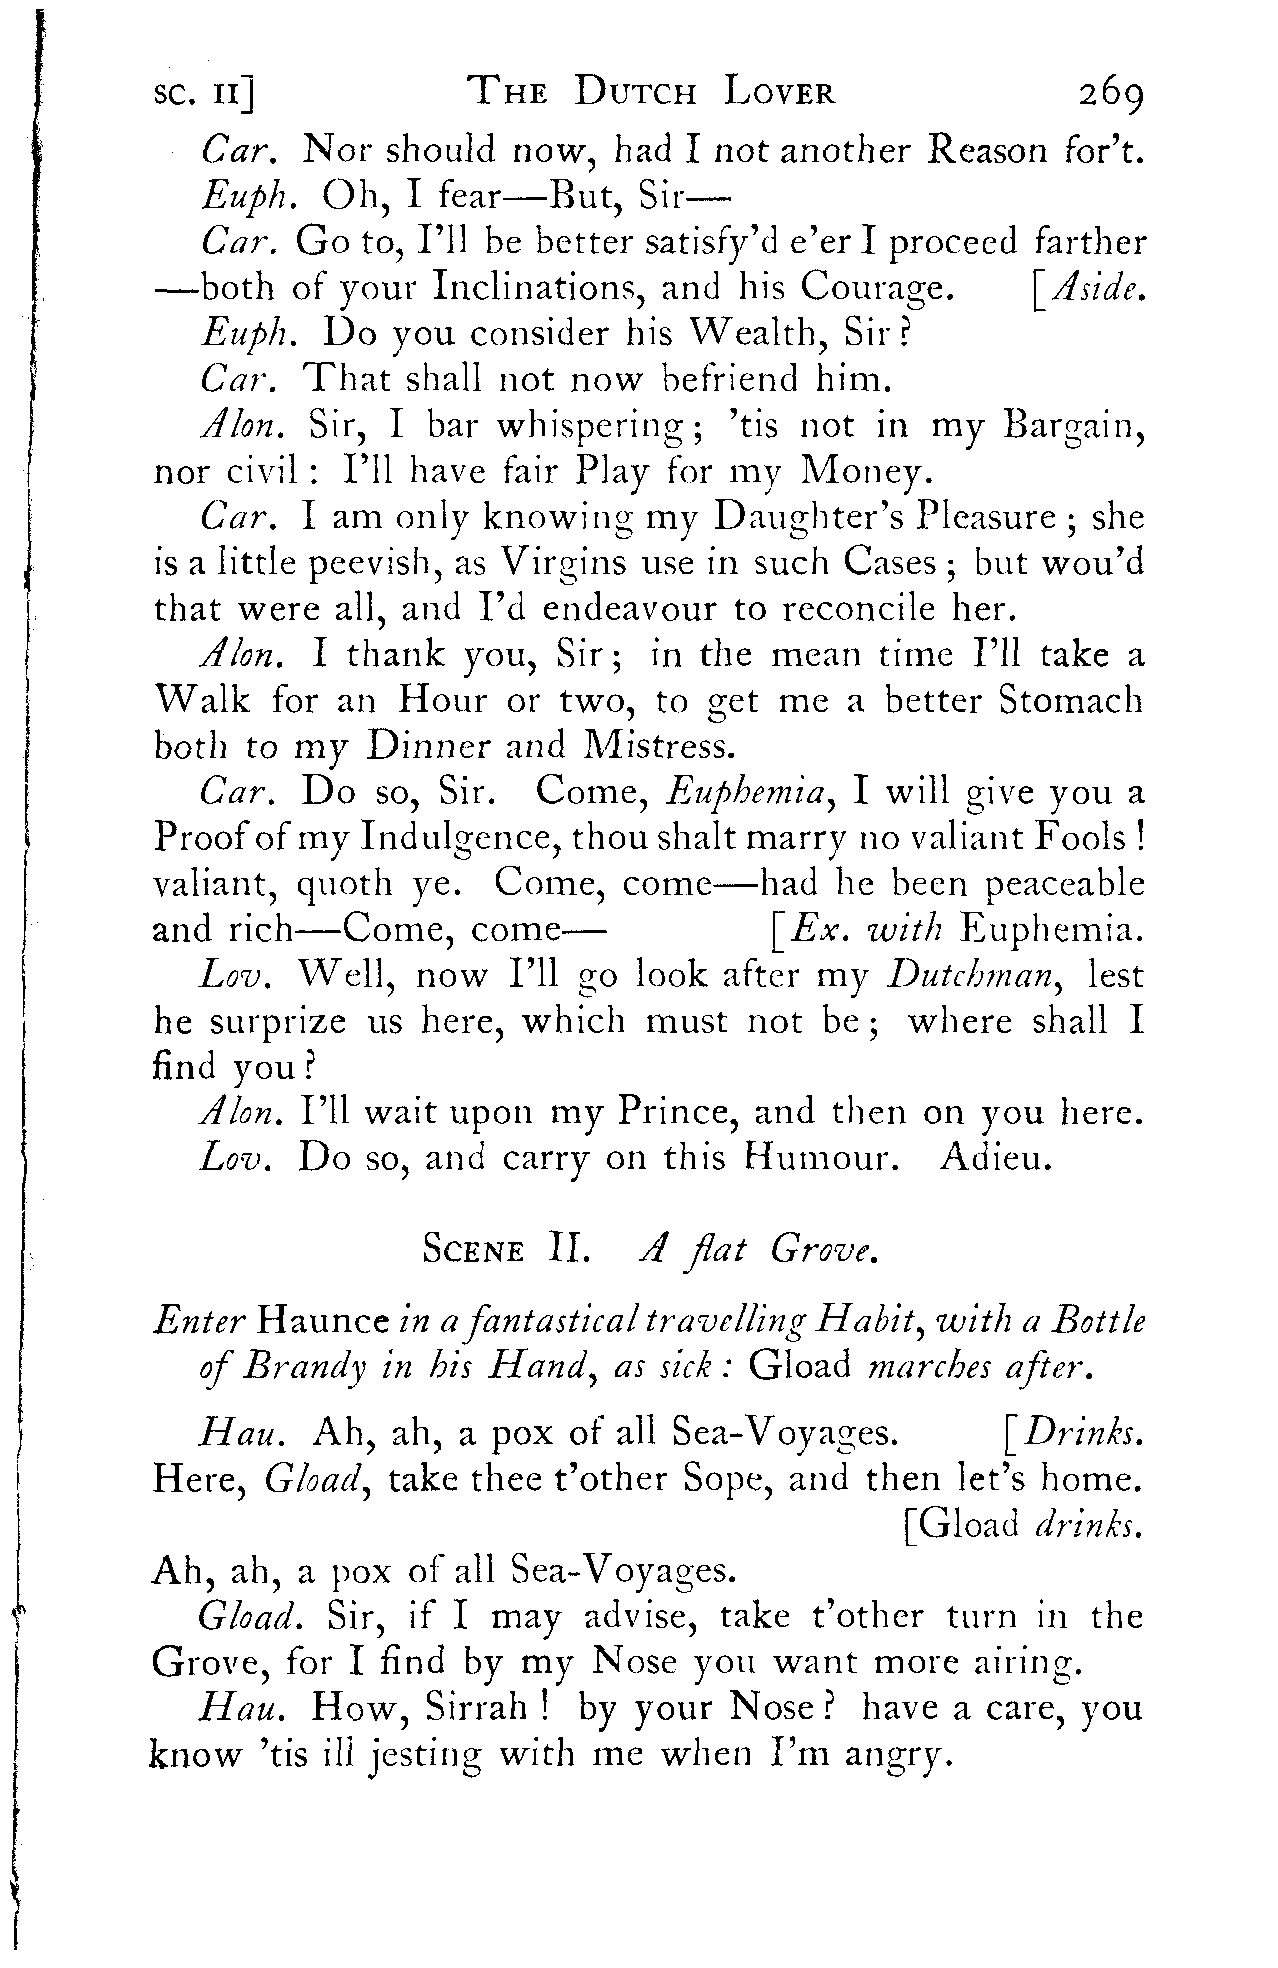 SC. II] THE DUTCH LOVER 269
Car. Nor should now, had I not another Reason for't.
Euph. Oh, I fear—But, Sir—
Car. Go to, I'll be better satisfy'd e'er I proceed farther
—both of your Inclinations, and his Courage. [Aside.
Euph. Do you consider his Wealth, Sir?
Car. That shall not now befriend him.
Alon. Sir, I bar whispering; 'tis not in my Bargain,
nor civil: I'll have fair Play for my Money.
Car. I am only knowing my Daughter's Pleasure; she
is a little peevish, as Virgins use in such Cases; but wou'd
that were all, and I'd endeavour to reconcile her.
Alon. I thank you, Sir; in the mean time I'll take a
Walk for an Hour or two, to get me a better Stomach
both to my Dinner and Mistress.
Car. Do so, Sir. Come, Euphemia, I will give you a
Proof of my Indulgence, thou shalt marry no valiant Fools!
valiant, quoth ye. Come, come—had he been peaceable
and rich—Come, come— [Ex. with Euphemia.
Lov. Well, now I'll go look after my Dutchman, lest
he surprize us here, which must not be; where shall I
find you?
Alon. I'll wait upon my Prince, and then on you here.
Lov. Do so, and carry on this Humour. Adieu.
SCENE II. A flat Grove.
Enter Haunce in a fantastical travelling Habit, with a Bottle
of Brandy in his Hand, as sick: Gload marches after.
Hau. Ah, ah, a pox of all Sea-Voyages. [Drinks.
Here, Gload, take thee t'other Sope, and then let's home.
[Gload drinks.
Ah, ah, a pox of all Sea-Voyages.
Gload. Sir, if I may advise, take t'other turn in the
Grove, for I find by my Nose you want more airing.
Hau. How, Sirrah! by your Nose? have a care, you
know 'tis ill jesting with me when I'm angry.